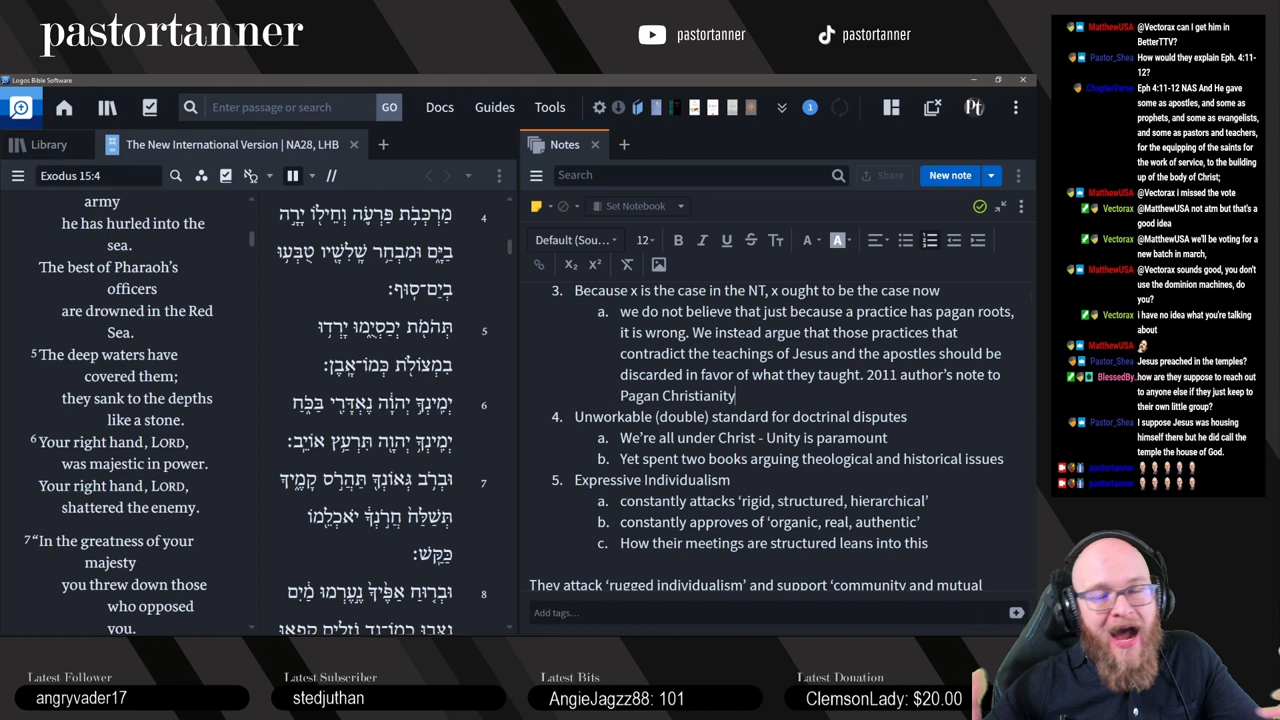 pastortanner
pastortanner
pastortanner
Logos Bible Software
Enter passage or search
GO
Docs
Guides
Tools
1
Library
The New International Version | NA28, LHB
Exodus 15:4
army
he has hurled into the
sea.
The best of Pharaoh's
officers
are drowned in the Red
Sea.
5 The deep waters have
covered them;
they sank to the depths
like a stone.
6 Your right hand, LORD,
was majestic in power.
Your right hand, LORD,
shattered the enemy.
7 "In the greatness of your
majesty
you threw down those
who opposed
you.
4 מַרְכְּבֹ֥ת פַּרְעֹ֛ה וְחֵיל֖וֹ יָרָ֣ה
בַיָּ֑ם וּמִבְחַ֥ר שָֽׁלִשָׁ֖יו טֻבְּע֥וּ
בְיַם־סֽוּף׃
5 תְּהֹמֹ֖ת יְכַסְיֻ֑מוּ יָרְד֥וּ
בִמְצוֹלֹ֖ת כְּמוֹ־אָֽבֶן׃
6 יְמִֽינְךָ֣ יְהוָ֔ה נֶאְדָּרִ֖י בַּכֹּ֑חַ
יְמִֽינְךָ֥ יְהוָ֖ה תִּרְעַ֥ץ אוֹיֵֽב׃
7 וּבְרֹ֥ב גְּאוֹנְךָ֖ תַּהֲרֹ֣ס קָמֶ֑יךָ
תְּשַׁלַּח֙ חֲרֹ֣נְךָ֔ יֹאכְלֵ֖מוֹ
כַּקַּֽשׁ׃
8 וּבְר֤וּחַ אַפֶּ֙יךָ֙ נֶ֣עֶרְמוּ מַ֔יִם
נִצְּב֥וּ כְמוֹ־נֵ֖ד נֹזְלִ֑ים קָֽפְא֥וּ
Notes
Search
Share
New note
Set Notebook
Default (Sou...
12
3. Because x is the case in the NT, x ought to be the case now
a. we do not believe that just because a practice has pagan roots,
it is wrong. We instead argue that those practices that
contradict the teachings of Jesus and the apostles should be
discarded in favor of what they taught. 2011 author's note to
Pagan Christianity
4. Unworkable (double) standard for doctrinal disputes
a. We're all under Christ - Unity is paramount
b. Yet spent two books arguing theological and historical issues
5. Expressive Individualism
a. constantly attacks 'rigid, structured, hierarchical'
b. constantly approves of 'organic, real, authentic'
c. How their meetings are structured leans into this
They attack 'rugged individualism' and support 'community and mutual
Add tags...
MatthewUSA @Vectorax can I get him in
BetterTTV?
Pastor_Shea How would they explain Eph. 4:11-
12?
ChapterVerse Eph 4:11-12 NAS And He gave
some as apostles, and some as
prophets, and some as evangelists,
and some as pastors and teachers,
for the equipping of the saints for
the work of service, to the building
up of the body of Christ;
MatthewUSA @Vectorax i missed the vote
Vectorax @MatthewUSA not atm but that's a
good idea
Vectorax @MatthewUSA we'll be voting for a
new batch in march,
MatthewUSA @Vectorax sounds good, you don't
use the dominion machines, do
you?
Vectorax i have no idea what you're talking
about
MatthewUSA
Pastor_Shea Jesus preached in the temples?
BlessedBy. how are they suppose to reach out
to anyone else if they just keep to
their own little group?
Pastor_Shea I suppose Jesus was housing
himself there but he did call the
temple the house of God.
pastortanner
pastortanner
Latest Follower
angryvader17
Latest Subscriber
stedjuthan
Latest Bits
AngieJagzz88: 101
Latest Donation
ClemsonLady: $20.00